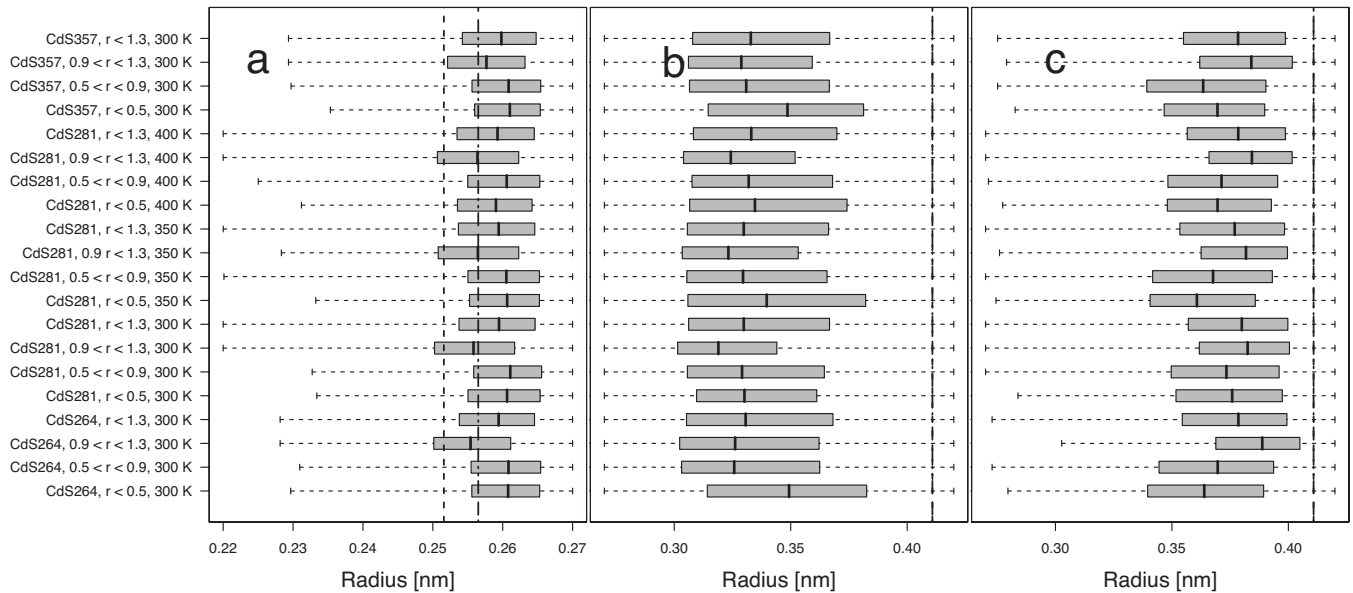 a
b
c
CdS357, r < 1.3, 300 K
CdS357, 0.9 < r < 1.3, 300 K
CdS357, 0.5 < r < 0.9, 300 K
CdS357, r < 0.5, 300 K
CdS281, r < 1.3, 400 K
CdS281, 0.9 < r < 1.3, 400 K
CdS281, 0.5 < r < 0.9, 400 K
CdS281, r < 0.5, 400 K
CdS281, r < 1.3, 350 K
CdS281, 0.9 r < 1.3, 350 K
CdS281, 0.5 < r < 0.9, 350 K
CdS281, r < 0.5, 350 K
CdS281, r < 1.3, 300 K
CdS281, 0.9 < r < 1.3, 300 K
CdS281, 0.5 < r < 0.9, 300 K
CdS281, r < 0.5, 300 K
CdS264, r < 1.3, 300 K
CdS264, 0.9 < r < 1.3, 300 K
CdS264, 0.5 < r < 0.9, 300 K
CdS264, r < 0.5, 300 K
0.22 0.23 0.24 0.25 0.26 0.27
0.30 0.35 0.40
0.30 0.35 0.40
Radius [nm]
Radius [nm]
Radius [nm]